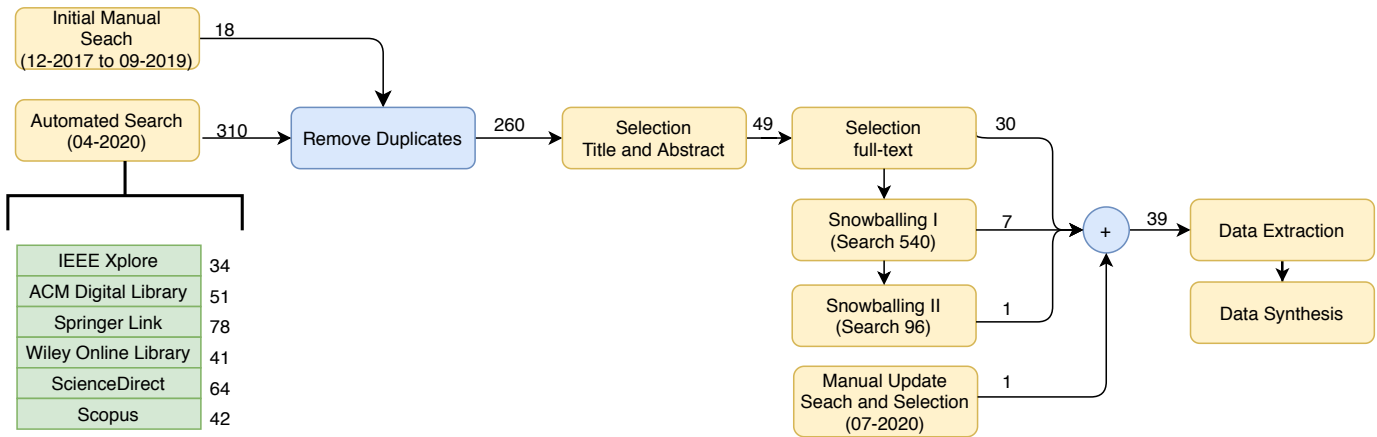 Initial Manual
Seach
(12-2017 to 09-2019)
18
Automated Search
(04-2020)
310
Remove Duplicates
260
Selection
Title and Abstract
49
Selection
full-text
30
Snowballing I
(Search 540)
7
Snowballing II
(Search 96)
1
Manual Update
Seach and Selection
(07-2020)
1
+
39
Data Extraction
Data Synthesis
IEEE Xplore 34
ACM Digital Library 51
Springer Link 78
Wiley Online Library 41
ScienceDirect 64
Scopus 42